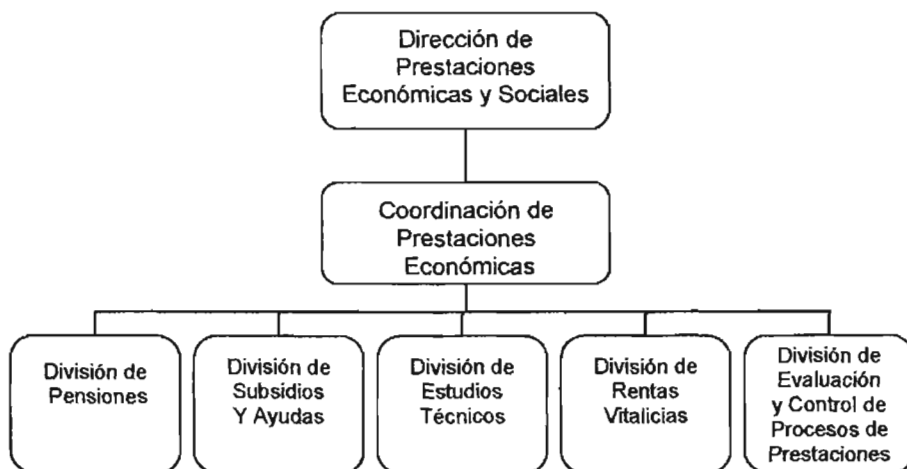 Dirección de
Prestaciones
Económicas y Sociales
Coordinación de
Prestaciones
Económicas
División de
Pensiones
División de
Subsidios
Y Ayudas
División de
Estudios
Técnicos
División de
Rentas
Vitalicias
División de
Evaluación
y Control de
Procesos de
Prestaciones